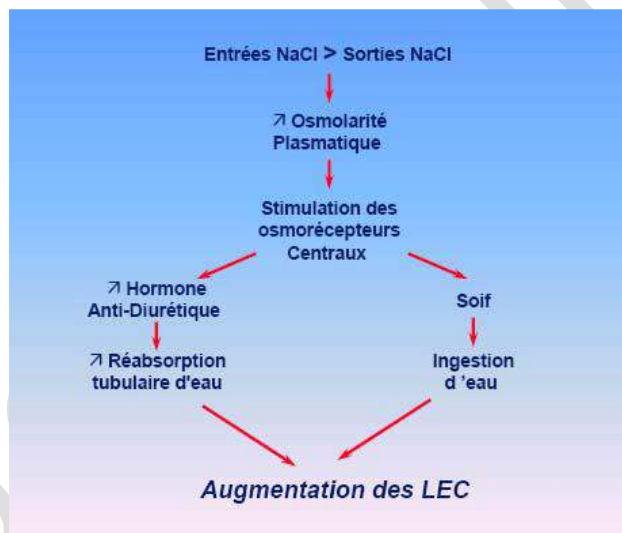 Entrées NaCl > Sorties NaCl
↗ Osmolarité
Plasmatique
Stimulation des
osmorécepteurs
Centraux
↗ Hormone
Anti-Diurétique
Soif
↗ Réabsorption
tubulaire d'eau
Ingestion
d 'eau
Augmentation des LEC